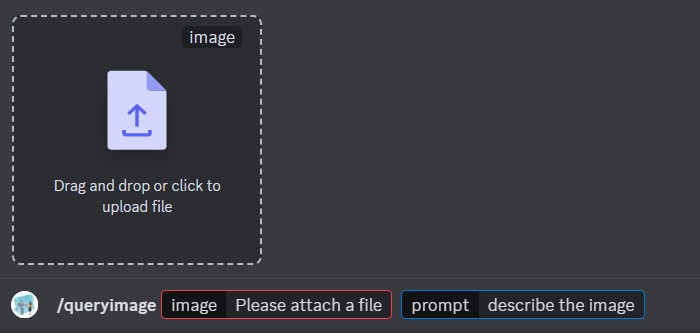 image
Drag and drop or click to
upload file
/queryimage image Please attach a file prompt describe the image